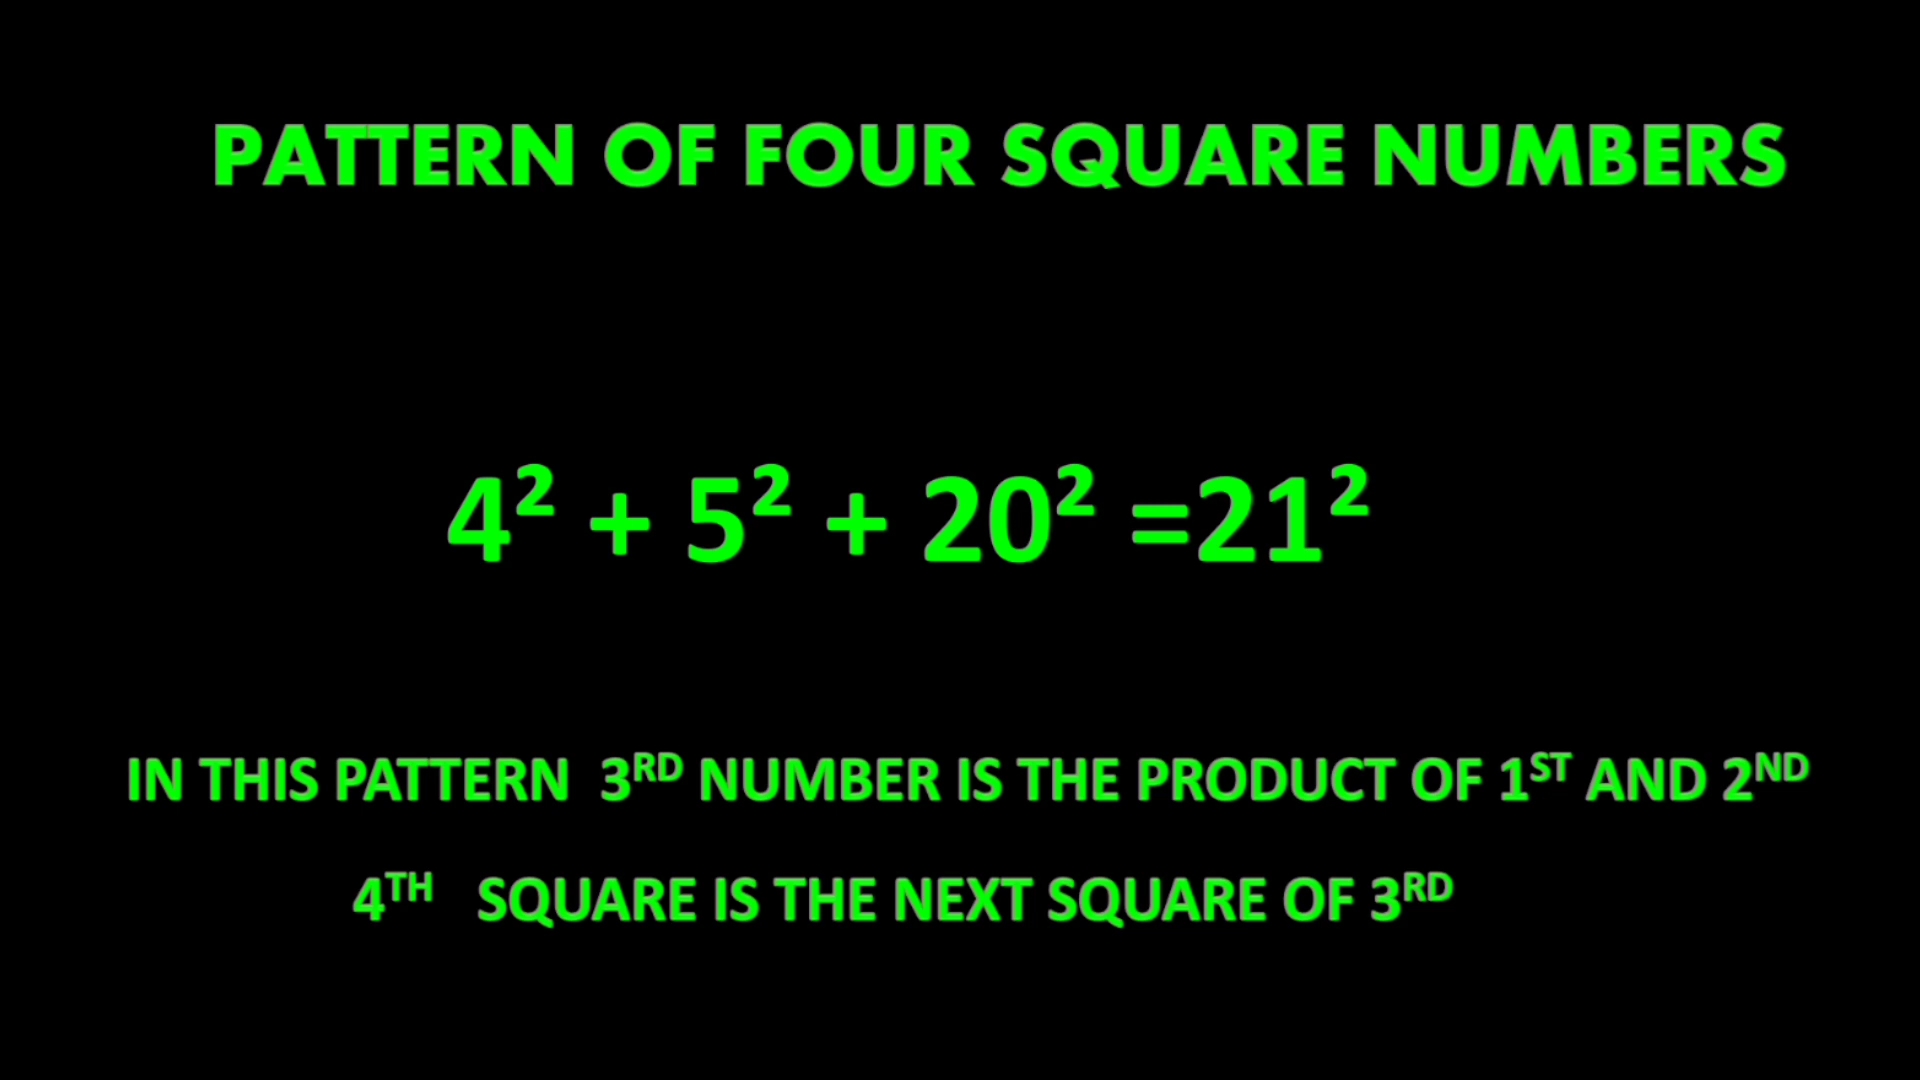 PATTERN OF FOUR SQUARE NUMBERS
4² + 5² + 20² =21²
IN THIS PATTERN 3RD NUMBER IS THE PRODUCT OF 1ST AND 2ND
4TH SQUARE IS THE NEXT SQUARE OF 3RD